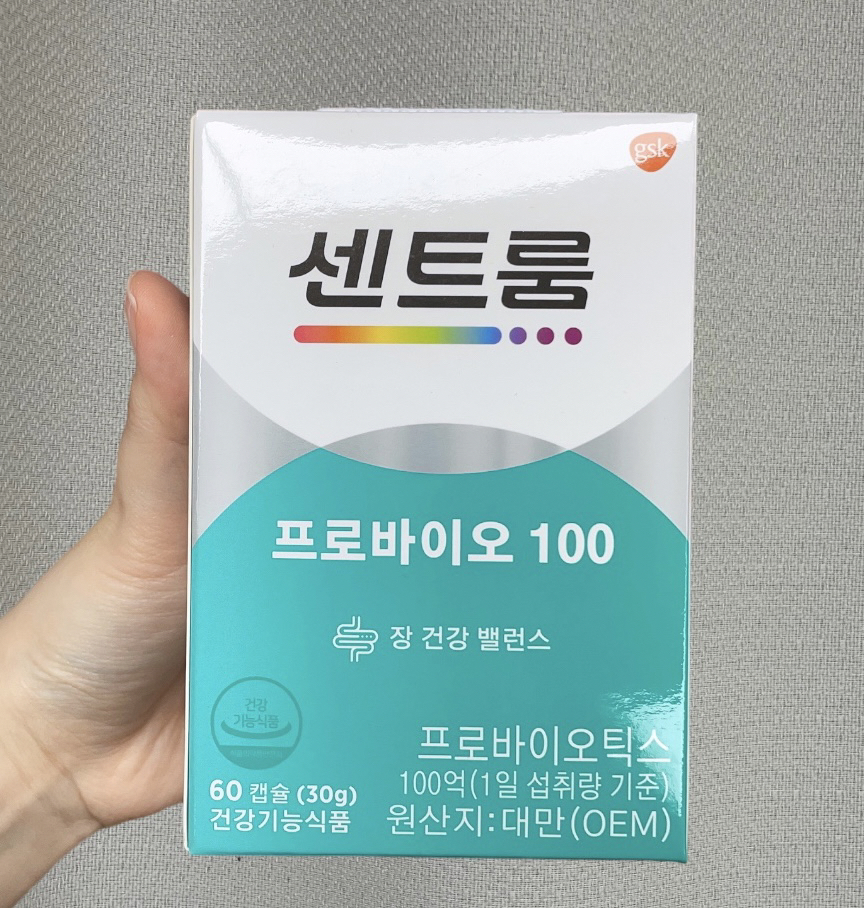 gsk
센트룸
프로바이오 100
장 건강 밸런스
건강
기능식품
프로바이오틱스
100억(1일 섭취량 기준)
원산지:대만(OEM)
60 캡슐 (30g)
건강기능식품